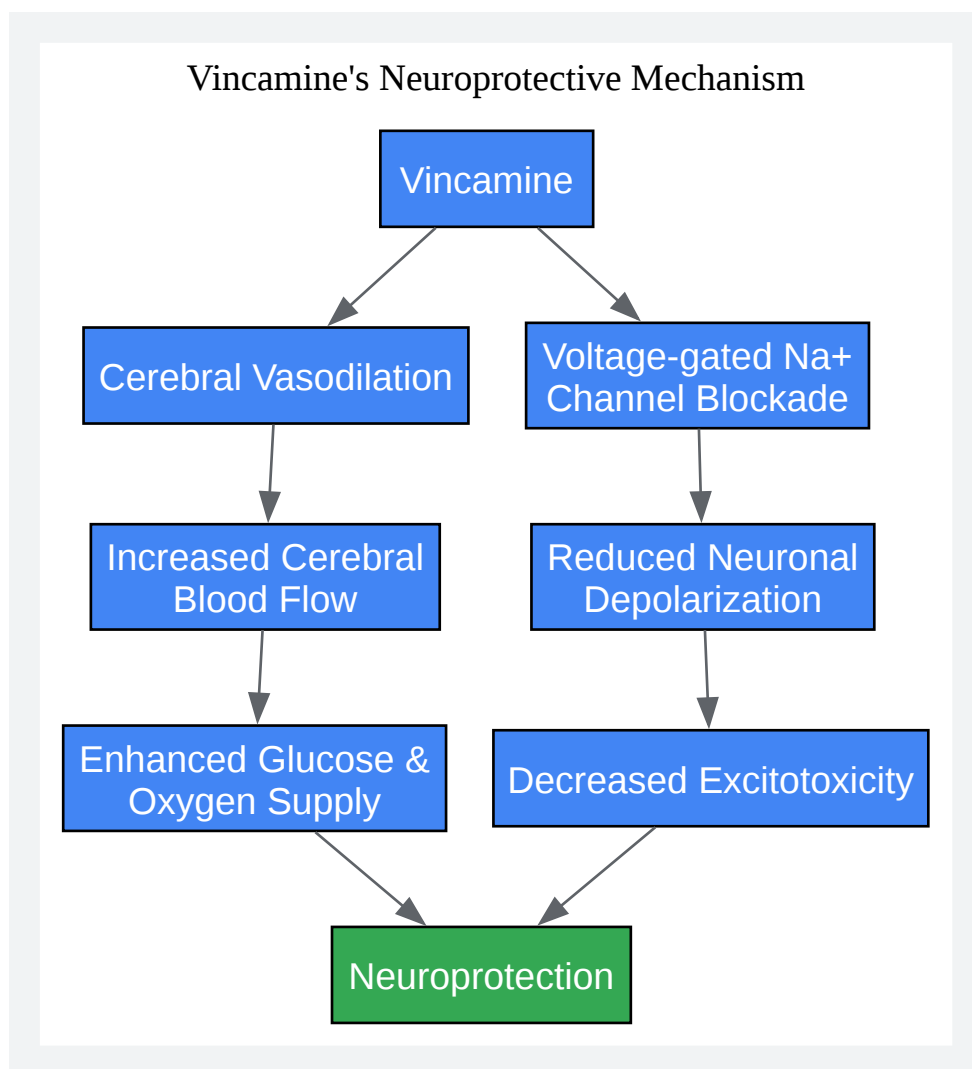 Vincamine's Neuroprotective Mechanism
Vincamine
Cerebral Vasodilation
Voltage-gated Na+
Channel Blockade
Increased Cerebral
Blood Flow
Reduced Neuronal
Depolarization
Enhanced Glucose &
Oxygen Supply
Decreased Excitotoxicity
Neuroprotection